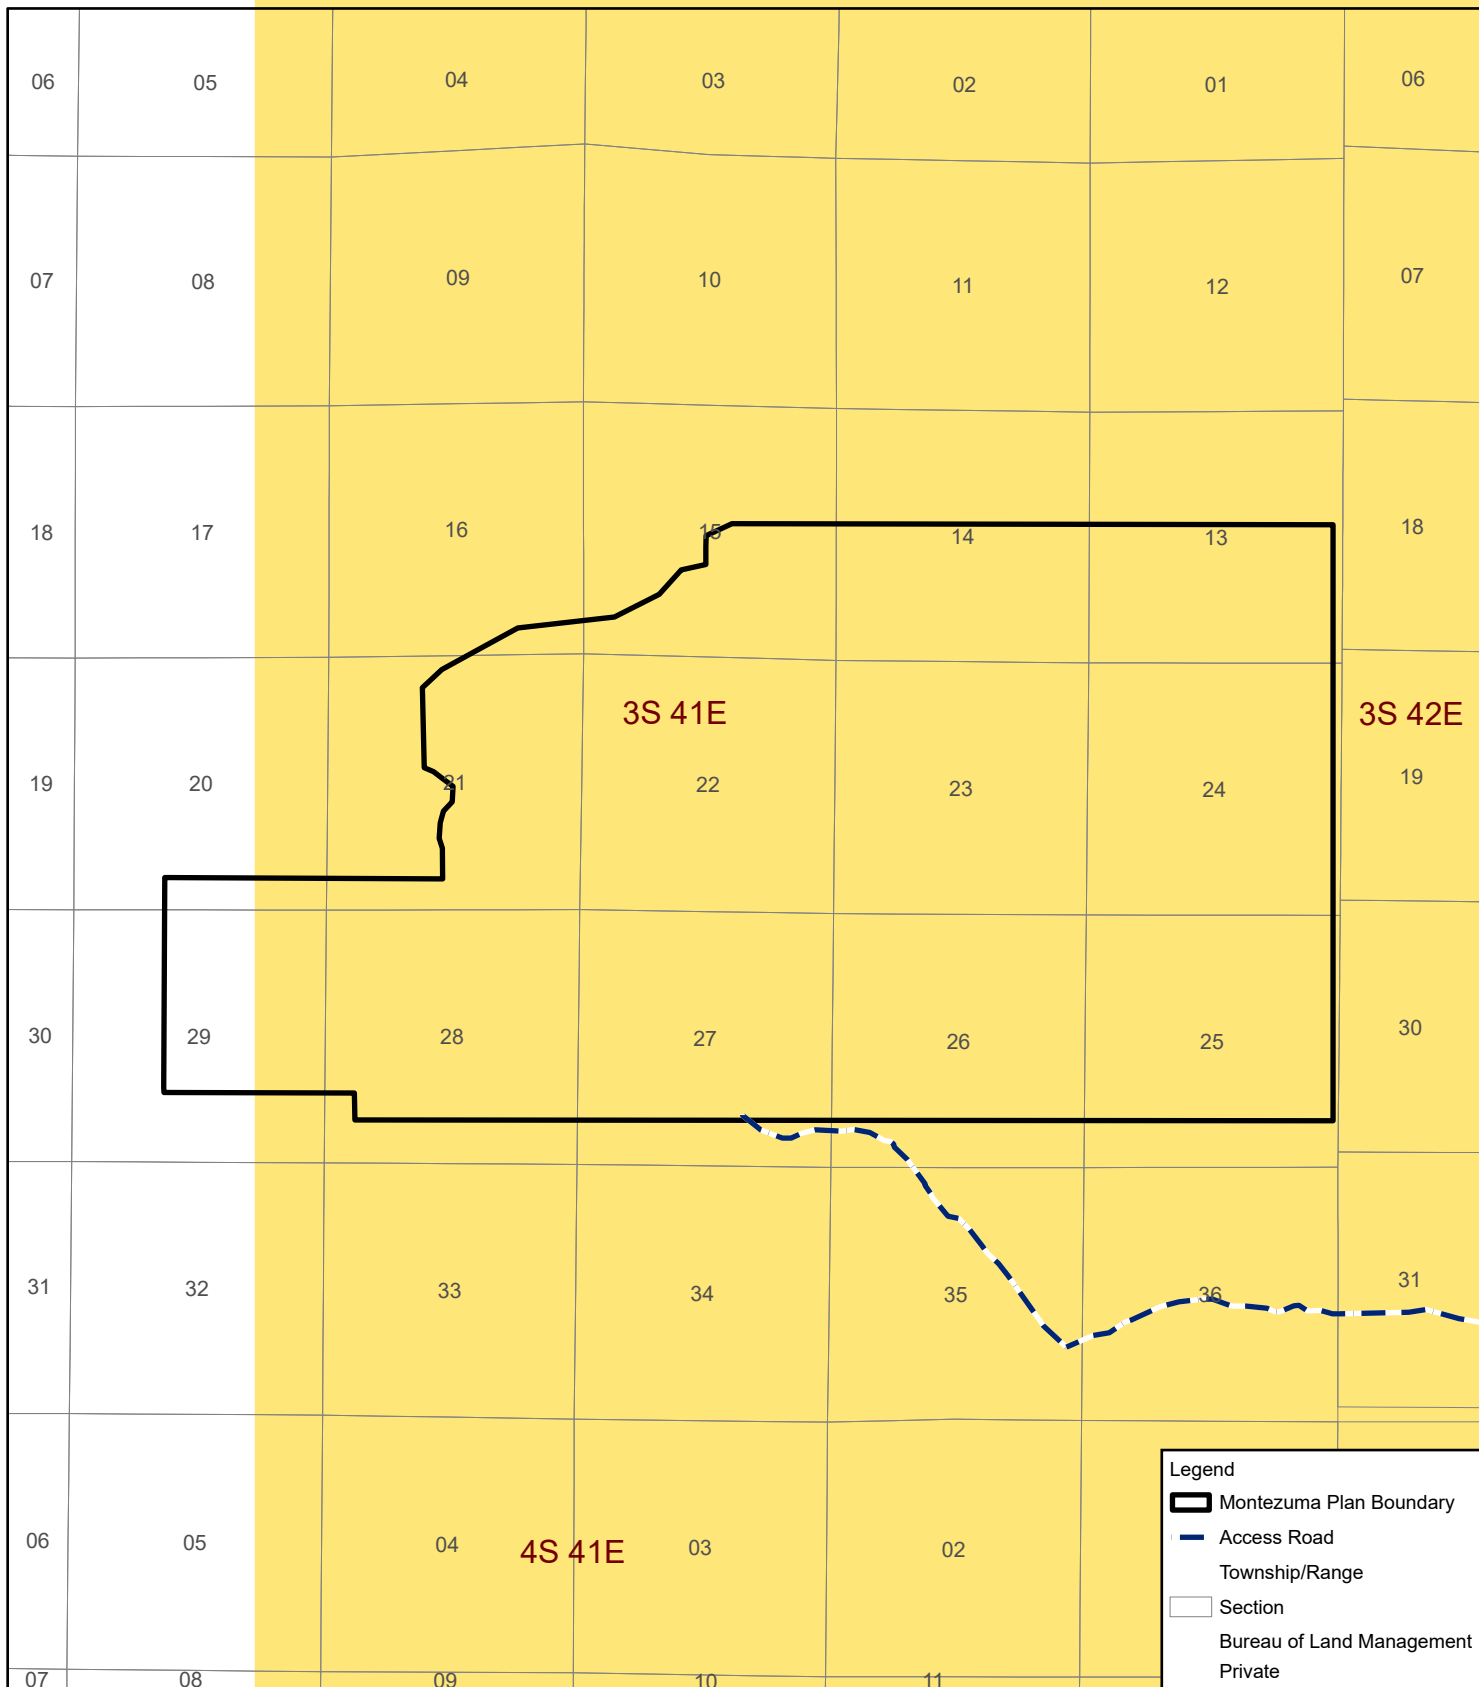 06 05 04 03 02 01 06
07 08 09 10 11 12 07
18 17 16 15 14 13 18
3S 41E 3S 42E
19 20 21 22 23 24 19
30 29 28 27 26 25 30
31 32 33 34 35 36 31
06 05 04 4S 41E 03 02
07 08 09 10 11
Legend
Montezuma Plan Boundary
Access Road
Township/Range
Section
Bureau of Land Management
Private